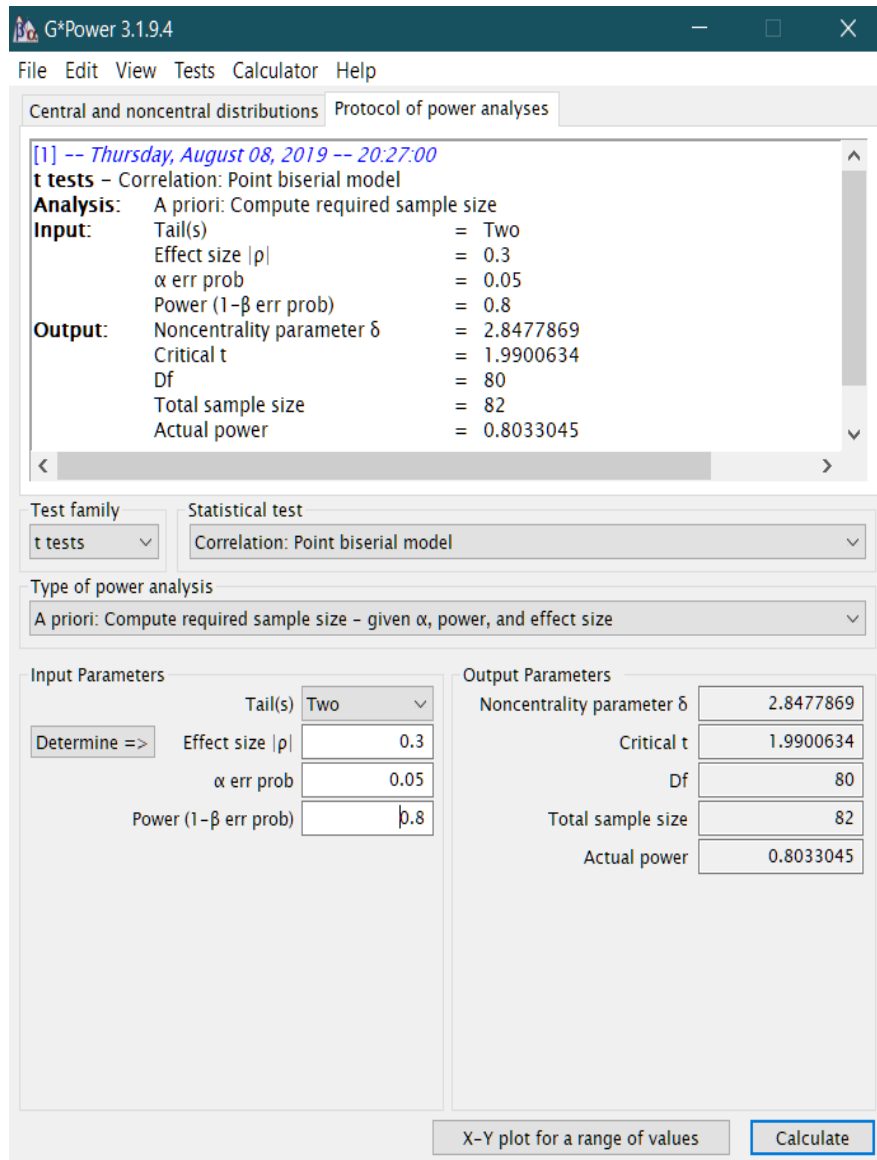 G*Power 3.1.9.4
File Edit View Tests Calculator Help
Central and noncentral distributions Protocol of power analyses
[1] -- Thursday, August 08, 2019 -- 20:27:00
t tests – Correlation: Point biserial model
Analysis: A priori: Compute required sample size
Input: Tail(s) = Two
Effect size |ρ| = 0.3
α err prob = 0.05
Power (1-β err prob) = 0.8
Output: Noncentrality parameter δ = 2.8477869
Critical t = 1.9900634
Df = 80
Total sample size = 82
Actual power = 0.8033045
Test family Statistical test
t tests Correlation: Point biserial model
Type of power analysis
A priori: Compute required sample size – given α, power, and effect size
Input Parameters Output Parameters
Tail(s) Two Noncentrality parameter δ 2.8477869
Determine => Effect size |ρ| 0.3 Critical t 1.9900634
α err prob 0.05 Df 80
Power (1-β err prob) 0.8 Total sample size 82
Actual power 0.8033045
X-Y plot for a range of values Calculate